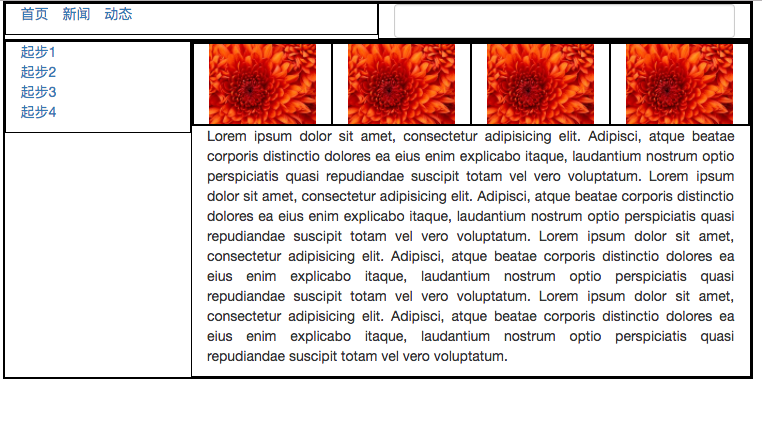 首页 新闻 动态
起步1
起步2
起步3
起步4
Lorem ipsum dolor sit amet, consectetur adipisicing elit. Adipisci, atque beatae
corporis distinctio dolores ea eius enim explicabo itaque, laudantium nostrum optio
perspiciatis quasi repudiandae suscipit totam vel vero voluptatum. Lorem ipsum
dolor sit amet, consectetur adipisicing elit. Adipisci, atque beatae corporis distinctio
dolores ea eius enim explicabo itaque, laudantium nostrum optio perspiciatis quasi
repudiandae suscipit totam vel vero voluptatum. Lorem ipsum dolor sit amet,
consectetur adipisicing elit. Adipisci, atque beatae corporis distinctio dolores ea
eius enim explicabo itaque, laudantium nostrum optio perspiciatis quasi
repudiandae suscipit totam vel vero voluptatum. Lorem ipsum dolor sit amet,
consectetur adipisicing elit. Adipisci, atque beatae corporis distinctio dolores ea
eius enim explicabo itaque, laudantium nostrum optio perspiciatis quasi
repudiandae suscipit totam vel vero voluptatum.